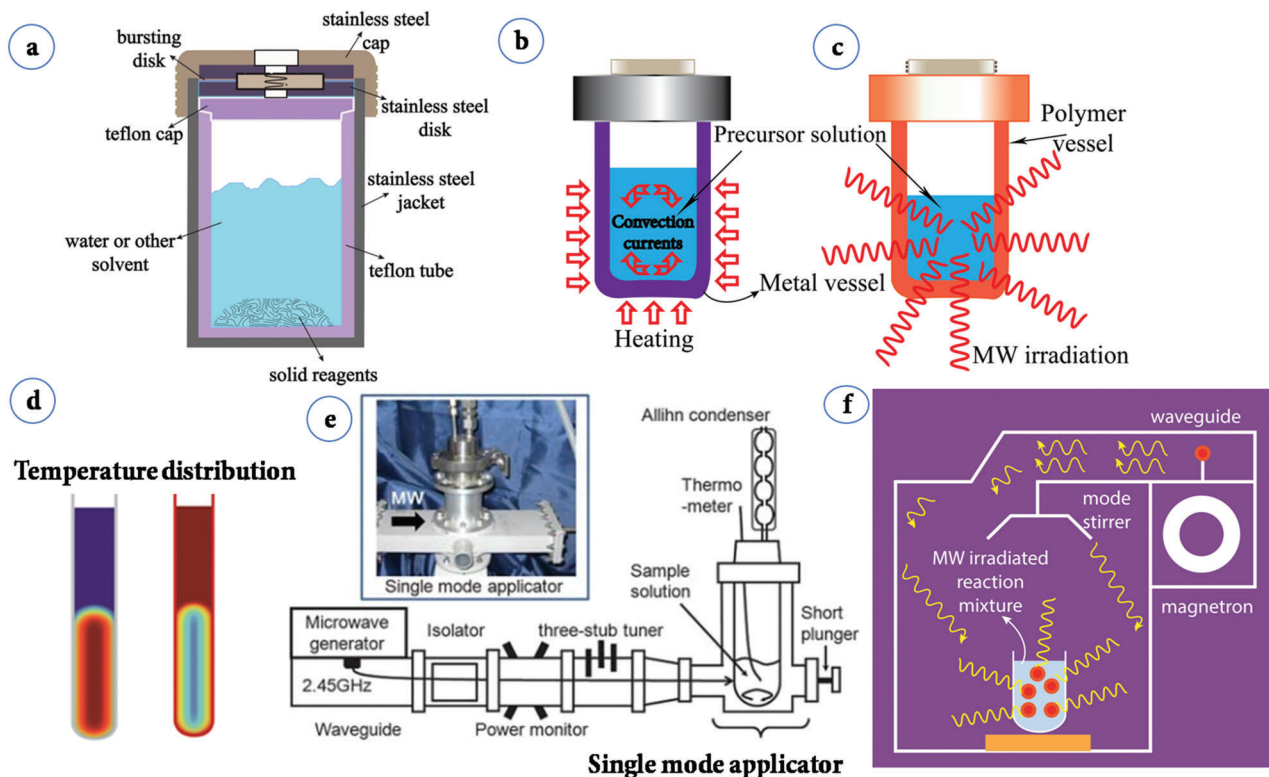 a
stainless steel
cap
bursting
disk
stainless steel
disk
teflon cap
stainless steel
jacket
water or other
solvent
teflon tube
solid reagents
b
Precursor solution
Convection
currents
Metal vessel
Heating
c
Polymer
vessel
MW irradiation
d
Temperature distribution
e
MW
Single mode applicator
Allihn condenser
Thermo
-meter
Sample
solution
Short
plunger
Microwave
generator
Isolator
three-stub tuner
2.45GHz
Waveguide
Power monitor
Single mode applicator
f
waveguide
mode
stirrer
MW irradiated
reaction
mixture
magnetron